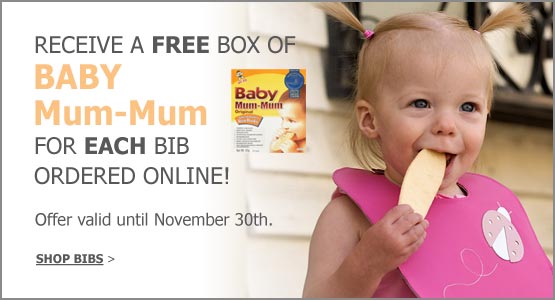 RECEIVE A FREE BOX OF
BABY
Mum-Mum
FOR EACH BIB
ORDERED ONLINE!
Offer valid until November 30th.
SHOP BIBS >
Baby
Mum-Mum
Original